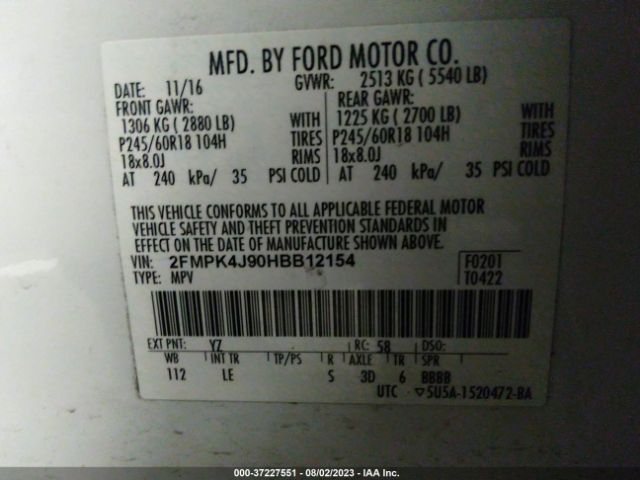 MFD. BY FORD MOTOR CO.
DATE: 11/16 GVWR: 2513 KG ( 5540 LB)
FRONT GAWR: REAR GAWR:
1306 KG ( 2880 LB) WITH 1225 KG ( 2700 LB) WITH
P245/60R18 104H TIRES P245/60R18 104H TIRES
18x8.0J RIMS 18x8.0J RIMS
AT 240 kPa/ 35 PSI COLD AT 240 kPa/ 35 PSI COLD
THIS VEHICLE CONFORMS TO ALL APPLICABLE FEDERAL MOTOR
VEHICLE SAFETY AND THEFT PREVENTION STANDARDS IN
EFFECT ON THE DATE OF MANUFACTURE SHOWN ABOVE.
VIN: 2FMPK4J90HBB12154 F0201
TYPE: MPV T0422
EXT PNT: YZ RC: 58 DSO:
WB INT TR TP/PS R AXLE TR SPR
112 LE S 3D 6 BBBB
UTC ▽5U5A-1520472-BA
000-37227551 - 08/02/2023 - IAA Inc.